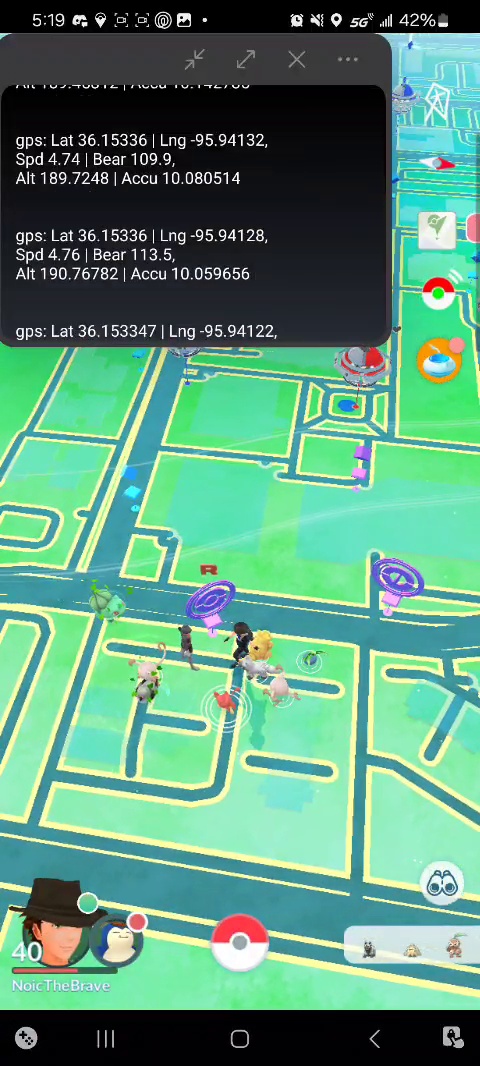 5:19
5G
42%
Alt 189.48312 | Accu 10.142733
gps: Lat 36.15336 | Lng -95.94132,
Spd 4.74 | Bear 109.9,
Alt 189.7248 | Accu 10.080514
gps: Lat 36.15336 | Lng -95.94128,
Spd 4.76 | Bear 113.5,
Alt 190.76782 | Accu 10.059656
gps: Lat 36.153347 | Lng -95.94122,
R
40
NoicTheBrave